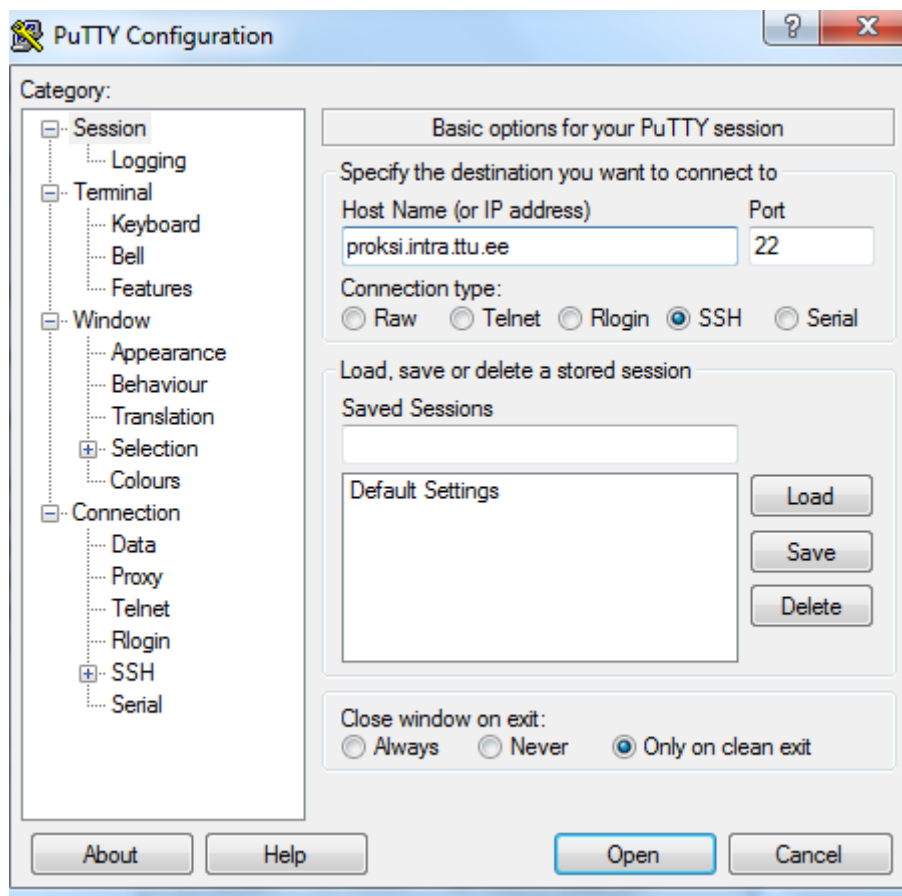 PuTTY Configuration
Category:
Session
Logging
Terminal
Keyboard
Bell
Features
Window
Appearance
Behaviour
Translation
Selection
Colours
Connection
Data
Proxy
Telnet
Rlogin
SSH
Serial
Basic options for your PuTTY session
Specify the destination you want to connect to
Host Name (or IP address) Port
proksi.intra.ttu.ee 22
Connection type:
Raw Telnet Rlogin SSH Serial
Load, save or delete a stored session
Saved Sessions
Default Settings
Load
Save
Delete
Close window on exit:
Always Never Only on clean exit
About Help Open Cancel